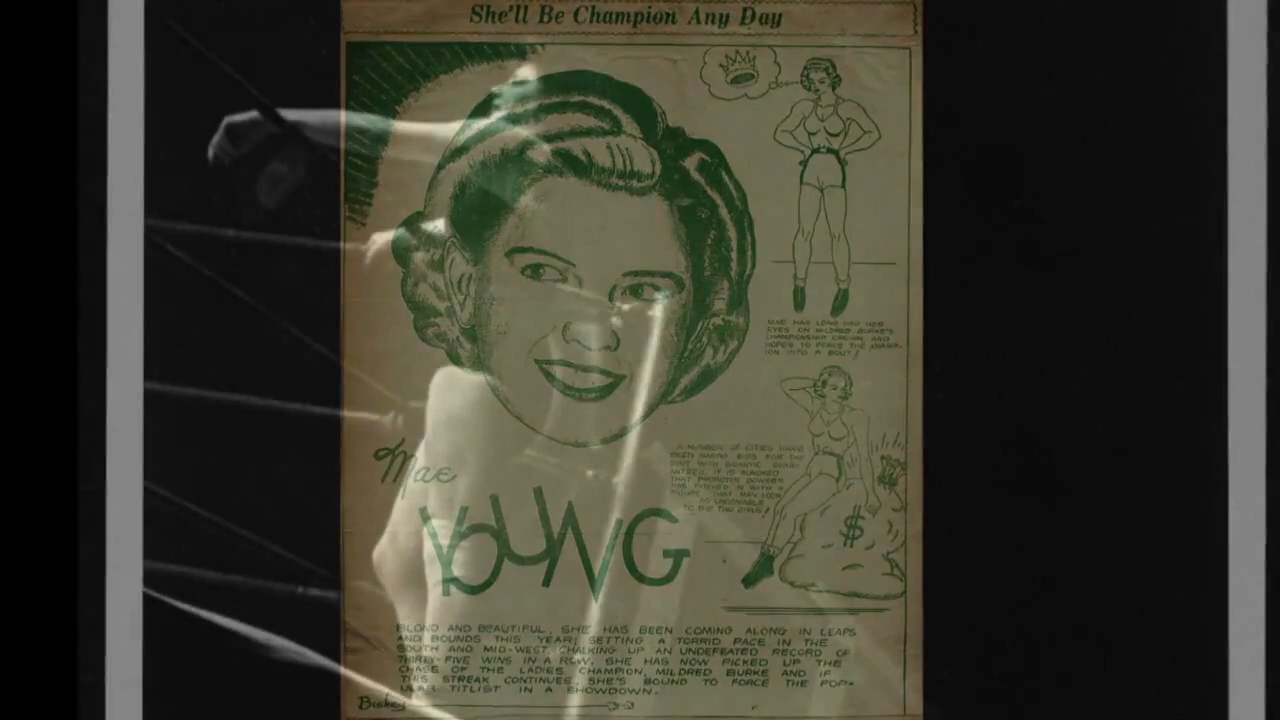 She'll Be Champion Any Day
MAE HAS LONG HAD HER
EYES ON MILDRED BURKE'S
CHAMPIONSHIP CROWN AND
HOPES TO FORCE THE CHAMP-
ION INTO A BOUT!
A NUMBER OF CITIES HAVE
BEEN MAKING BIDS FOR THE
BOUT WITH GIGANTIC GUAR-
ANTEES. IT IS RUMORED
THAT PROMOTER
HAS PITCHED IN WITH A
FIGURE THAT MAY LOOK
AS UNDENIABLE
TO THE TWO GIRLS!
$
Mae
YOUNG
BLOND AND BEAUTIFUL, SHE HAS BEEN COMING ALONG IN LEAPS
AND BOUNDS THIS YEAR; SETTING A TORRID PACE IN THE
SOUTH AND MID-WEST, CHALKING UP AN UNDEFEATED RECORD OF
THIRTY-FIVE WINS IN A ROW. SHE HAS NOW PICKED UP THE
CHASE OF THE LADIES CHAMPION, MILDRED BURKE AND IF
THIS STREAK CONTINUES, SHE'S BOUND TO FORCE THE POP-
ULAR TITLIST IN A SHOWDOWN.